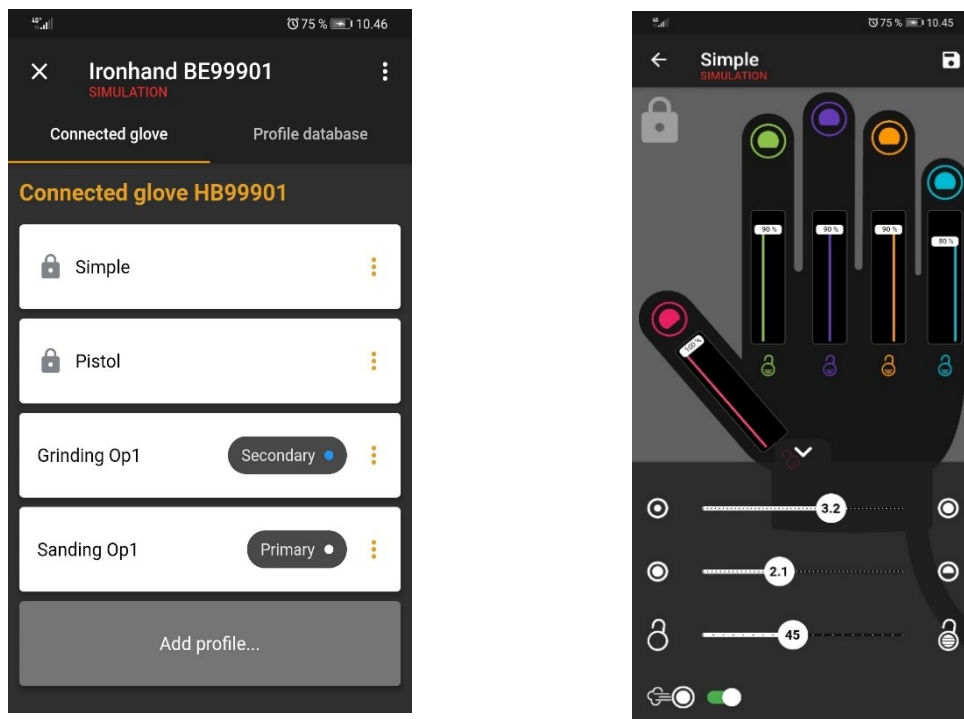 75 % 10.46
Ironhand BE99901
SIMULATION
Connected glove Profile database
Connected glove HB99901
Simple
Pistol
Grinding Op1 Secondary
Sanding Op1 Primary
Add profile...
75 % 10.45
Simple
SIMULATION
90 % 90 % 90 % 80 %
100 %
3.2
2.1
45